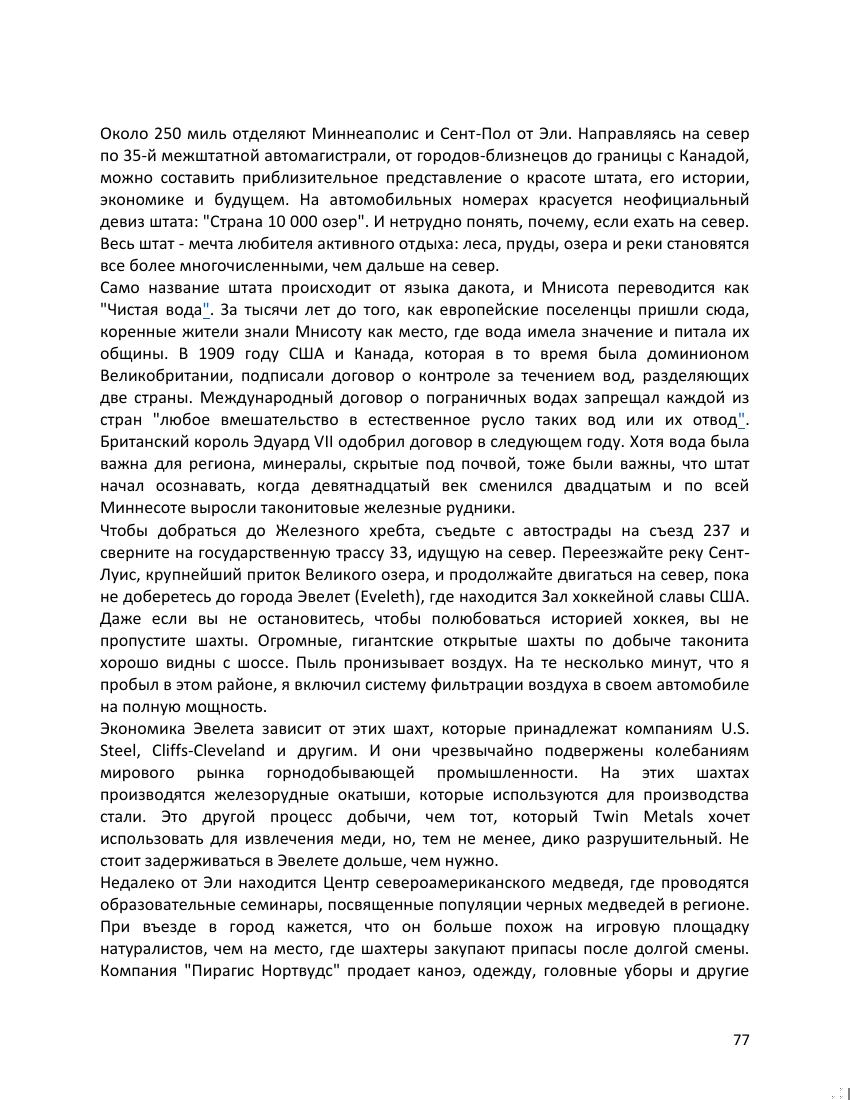 Около 250 миль отделяют Миннеаполис и Сент-Пол от Эли. Направляясь на север
по 35-й межштатной автомагистрали, от городов-близнецов до границы с Канадой,
можно составить приблизительное представление о красоте штата, его истории,
экономике и будущем. На автомобильных номерах красуется неофициальный
девиз штата: "Страна 10 000 озер". И нетрудно понять, почему, если ехать на север.
Весь штат - мечта любителя активного отдыха: леса, пруды, озера и реки становятся
все более многочисленными, чем дальше на север.
Само название штата происходит от языка дакота, и Мнисота переводится как
"Чистая вода". За тысячи лет до того, как европейские поселенцы пришли сюда,
коренные жители знали Мнисоту как место, где вода имела значение и питала их
общины. В 1909 году США и Канада, которая в то время была доминионом
Великобритании, подписали договор о контроле за течением вод, разделяющих
две страны. Международный договор о пограничных водах запрещал каждой из
стран "любое вмешательство в естественное русло таких вод или их отвод".
Британский король Эдуард VII одобрил договор в следующем году. Хотя вода была
важна для региона, минералы, скрытые под почвой, тоже были важны, что штат
начал осознавать, когда девятнадцатый век сменился двадцатым и по всей
Миннесоте выросли таконитовые железные рудники.
Чтобы добраться до Железного хребта, съедьте с автострады на съезд 237 и
сверните на государственную трассу 33, идущую на север. Переезжайте реку Сент-
Луис, крупнейший приток Великого озера, и продолжайте двигаться на север, пока
не доберетесь до города Эвелет (Eveleth), где находится Зал хоккейной славы США.
Даже если вы не остановитесь, чтобы полюбоваться историей хоккея, вы не
пропустите шахты. Огромные, гигантские открытые шахты по добыче таконита
хорошо видны с шоссе. Пыль пронизывает воздух. На те несколько минут, что я
пробыл в этом районе, я включил систему фильтрации воздуха в своем автомобиле
на полную мощность.
Экономика Эвелета зависит от этих шахт, которые принадлежат компаниям U.S.
Steel, Cliffs-Cleveland и другим. И они чрезвычайно подвержены колебаниям
мирового рынка горнодобывающей промышленности. На этих шахтах
производятся железорудные окатыши, которые используются для производства
стали. Это другой процесс добычи, чем тот, который Twin Metals хочет
использовать для извлечения меди, но, тем не менее, дико разрушительный. Не
стоит задерживаться в Эвелете дольше, чем нужно.
Недалеко от Эли находится Центр североамериканского медведя, где проводятся
образовательные семинары, посвященные популяции черных медведей в регионе.
При въезде в город кажется, что он больше похож на игровую площадку
натуралистов, чем на место, где шахтеры закупают припасы после долгой смены.
Компания "Пирагис Нортвудс" продает каноэ, одежду, головные уборы и другие
77